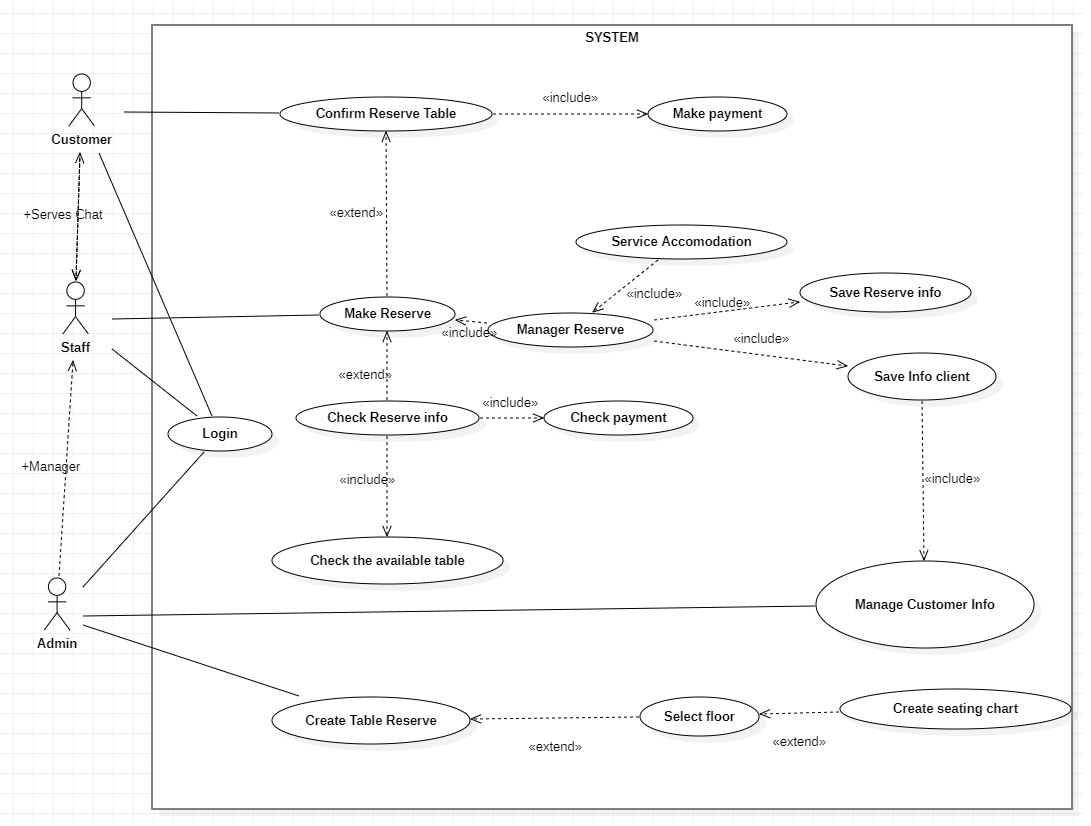 SYSTEM
Customer
Confirm Reserve Table
«include»
Make payment
+Serves Chat
«extend»
Service Accomodation
Staff
Make Reserve
«include»
Manager Reserve
«include»
«include»
Save Reserve info
«include»
Save Info client
«extend»
Login
Check Reserve info
«include»
Check payment
+Manager
«include»
«include»
Check the available table
Admin
Manage Customer Info
Create Table Reserve
«extend»
Select floor
«extend»
Create seating chart